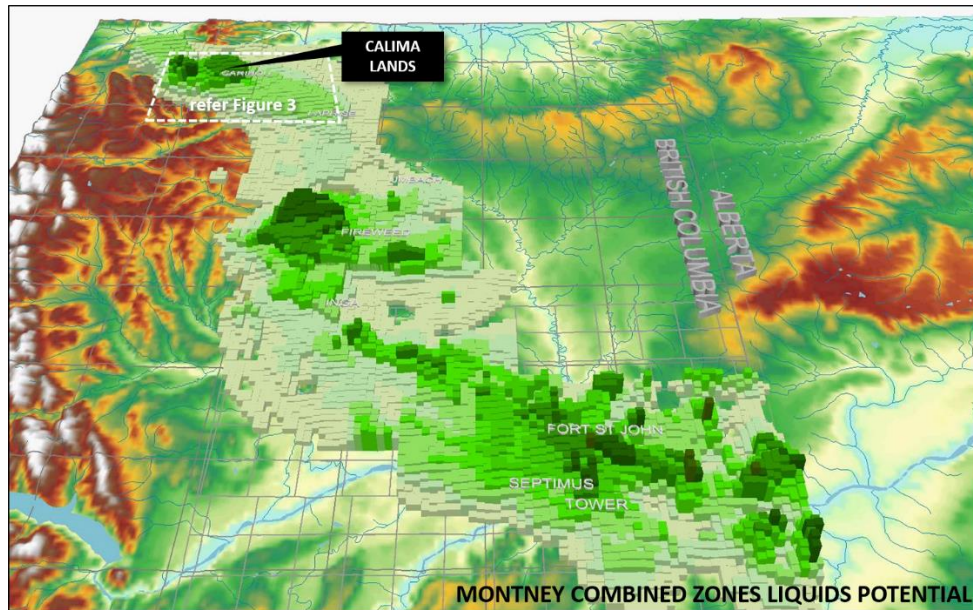 CALIMA
LANDS
CARIBOU
refer Figure 3
BRITISH COLUMBIA
ALBERTA
FIREWEED
INGA
FORT ST JOHN
SEPTIMUS
TOWER
MONTNEY COMBINED ZONES LIQUIDS POTENTIAL